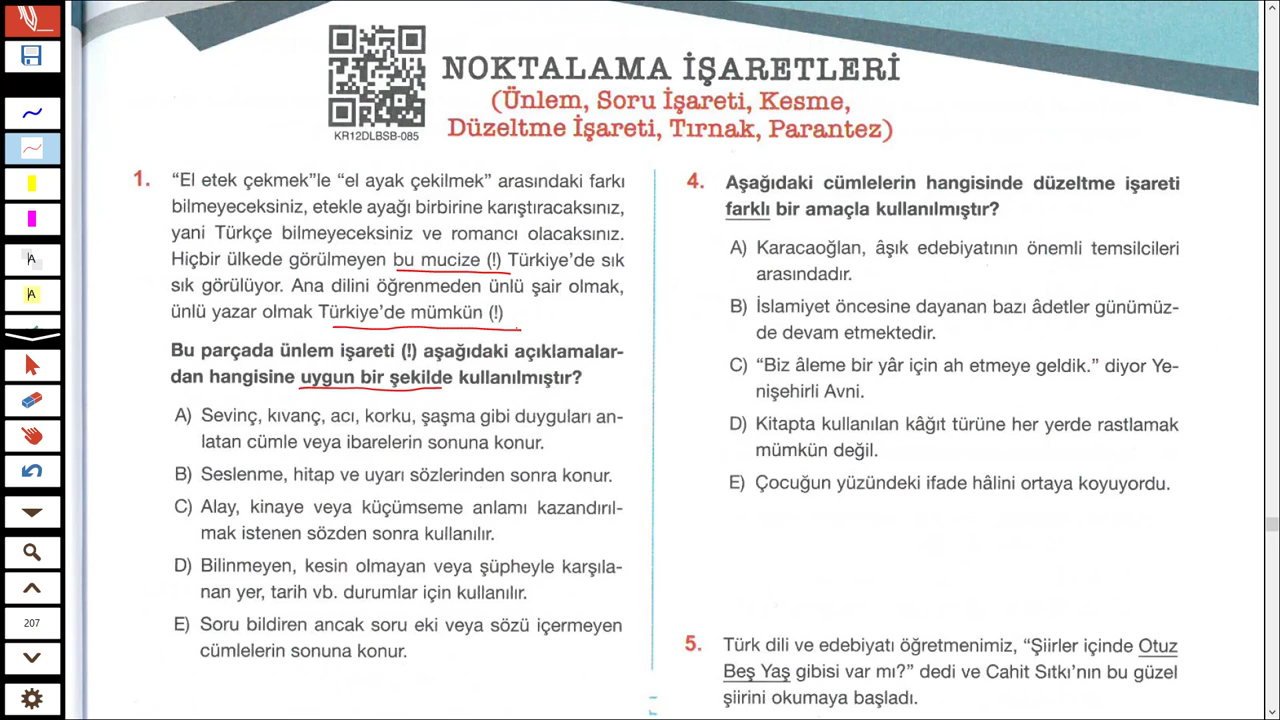 NOKTALAMA İŞARETLERİ
(Ünlem, Soru İşareti, Kesme,
Düzeltme İşareti, Tırnak, Parantez)
KR12DLBSB-085
1. “El etek çekmek”le “el ayak çekilmek” arasındaki farkı
bilmeyeceksiniz, etekle ayağı birbirine karıştıracaksınız,
yani Türkçe bilmeyeceksiniz ve romancı olacaksınız.
Hiçbir ülkede görülmeyen bu mucize (!) Türkiye’de sık
sık görülüyor. Ana dilini öğrenmeden ünlü şair olmak,
ünlü yazar olmak Türkiye’de mümkün (!)
Bu parçada ünlem işareti (!) aşağıdaki açıklamalar-
dan hangisine uygun bir şekilde kullanılmıştır?
A) Sevinç, kıvanç, acı, korku, şaşma gibi duyguları an-
latan cümle veya ibarelerin sonuna konur.
B) Seslenme, hitap ve uyarı sözlerinden sonra konur.
C) Alay, kinaye veya küçümseme anlamı kazandırıl-
mak istenen sözden sonra kullanılır.
D) Bilinmeyen, kesin olmayan veya şüpheyle karşıla-
nan yer, tarih vb. durumlar için kullanılır.
E) Soru bildiren ancak soru eki veya sözü içermeyen
cümlelerin sonuna konur.
4. Aşağıdaki cümlelerin hangisinde düzeltme işareti
farklı bir amaçla kullanılmıştır?
A) Karacaoğlan, âşık edebiyatının önemli temsilcileri
arasındadır.
B) İslamiyet öncesine dayanan bazı âdetler günümüz-
de devam etmektedir.
C) “Biz âleme bir yâr için ah etmeye geldik.” diyor Ye-
nişehirli Avni.
D) Kitapta kullanılan kâğıt türüne her yerde rastlamak
mümkün değil.
E) Çocuğun yüzündeki ifade hâlini ortaya koyuyordu.
5. Türk dili ve edebiyatı öğretmenimiz, “Şiirler içinde Otuz
Beş Yaş gibisi var mı?” dedi ve Cahit Sıtkı’nın bu güzel
şiirini okumaya başladı.
A
A
207